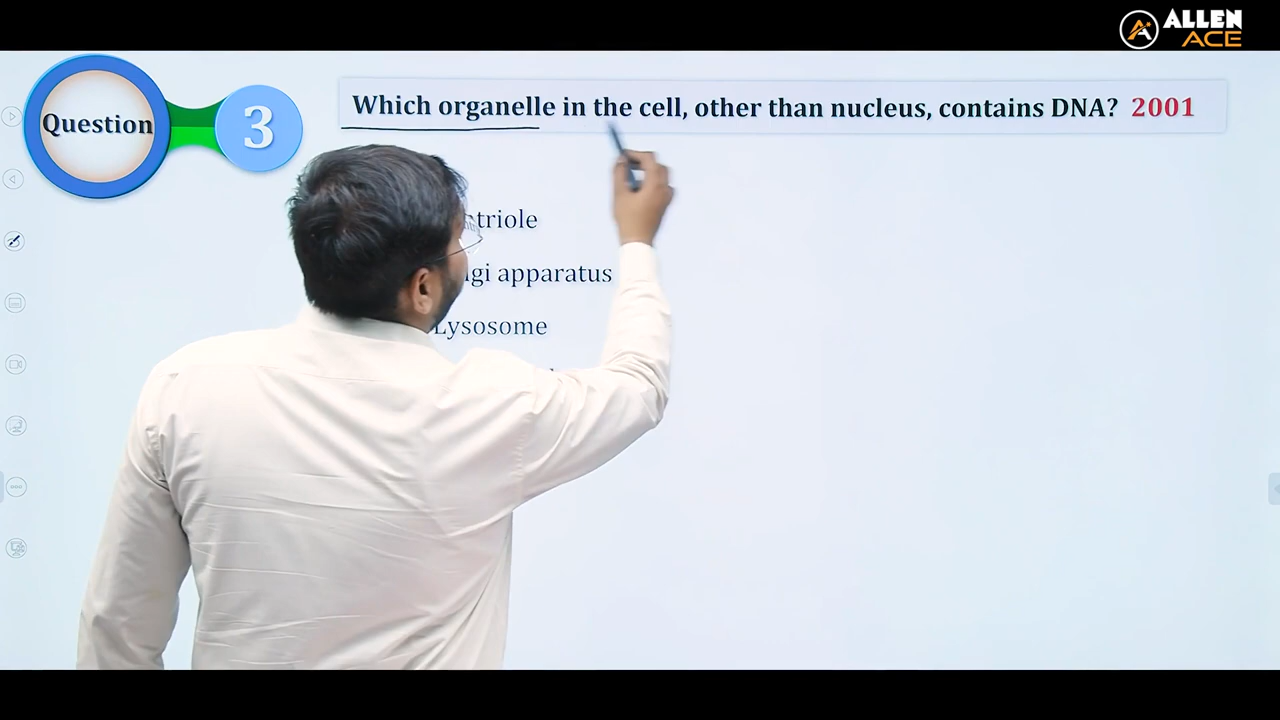 ALLEN
ACE
Question
3
Which organelle in the cell, other than nucleus, contains DNA? 2001
triole
gi apparatus
Lysosome